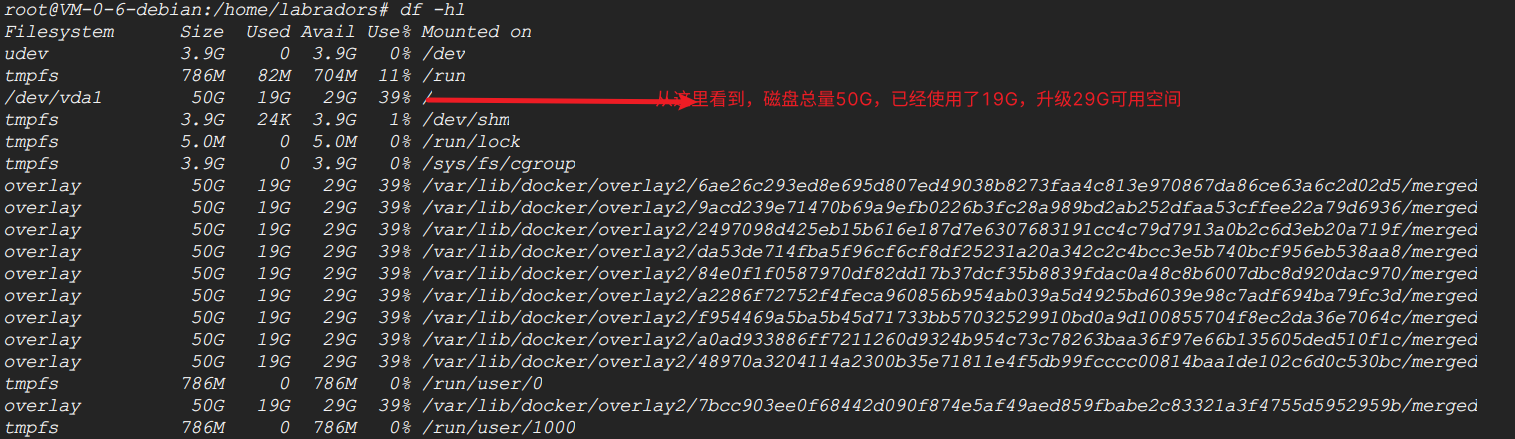 root@VM-0-6-debian:/home/labradors# df -hl
Filesystem Size Used Avail Use% Mounted on
udev 3.9G 0 3.9G 0% /dev
tmpfs 786M 82M 704M 11% /run
/dev/vda1 50G 19G 29G 39% / 从这里看到，磁盘总量50G，已经使用了19G，升级29G可用空间
tmpfs 3.9G 24K 3.9G 1% /dev/shm
tmpfs 5.0M 0 5.0M 0% /run/lock
tmpfs 3.9G 0 3.9G 0% /sys/fs/cgroup
overlay 50G 19G 29G 39% /var/lib/docker/overlay2/6ae26c293ed8e695d807ed49038b8273faa4c813e970867da86ce63a6c2d02d5/merged
overlay 50G 19G 29G 39% /var/lib/docker/overlay2/9acd239e71470b69a9efb0226b3fc28a989bd2ab252dfaa53cffee22a79d6936/merged
overlay 50G 19G 29G 39% /var/lib/docker/overlay2/2497098d425eb15b616e187d7e6307683191cc4c79d7913a0b2c6d3eb20a719f/merged
overlay 50G 19G 29G 39% /var/lib/docker/overlay2/da53de714fba5f96cf6cf8df25231a20a342c2c4bcc3e5b740bcf956eb538aa8/merged
overlay 50G 19G 29G 39% /var/lib/docker/overlay2/84e0f1f0587970df82dd17b37dcf35b8839fdac0a48c8b6007dbc8d920dac970/merged
overlay 50G 19G 29G 39% /var/lib/docker/overlay2/a2286f72752f4feca960856b954ab039a5d4925bd6039e98c7adf694ba79fc3d/merged
overlay 50G 19G 29G 39% /var/lib/docker/overlay2/f954469a5ba5b45d71733bb57032529910bd0a9d100855704f8ec2da36e7064c/merged
overlay 50G 19G 29G 39% /var/lib/docker/overlay2/a0ad933886ff7211260d9324b954c73c78263baa36f97e66b135605ded510f1c/merged
overlay 50G 19G 29G 39% /var/lib/docker/overlay2/48970a3204114a2300b35e71811e4f5db99fcccc00814baa1de102c6d0c530bc/merged
tmpfs 786M 0 786M 0% /run/user/0
overlay 50G 19G 29G 39% /var/lib/docker/overlay2/7bcc903ee0f68442d090f874e5af49aed859fbabe2c83321a3f4755d5952959b/merged
tmpfs 786M 0 786M 0% /run/user/1000